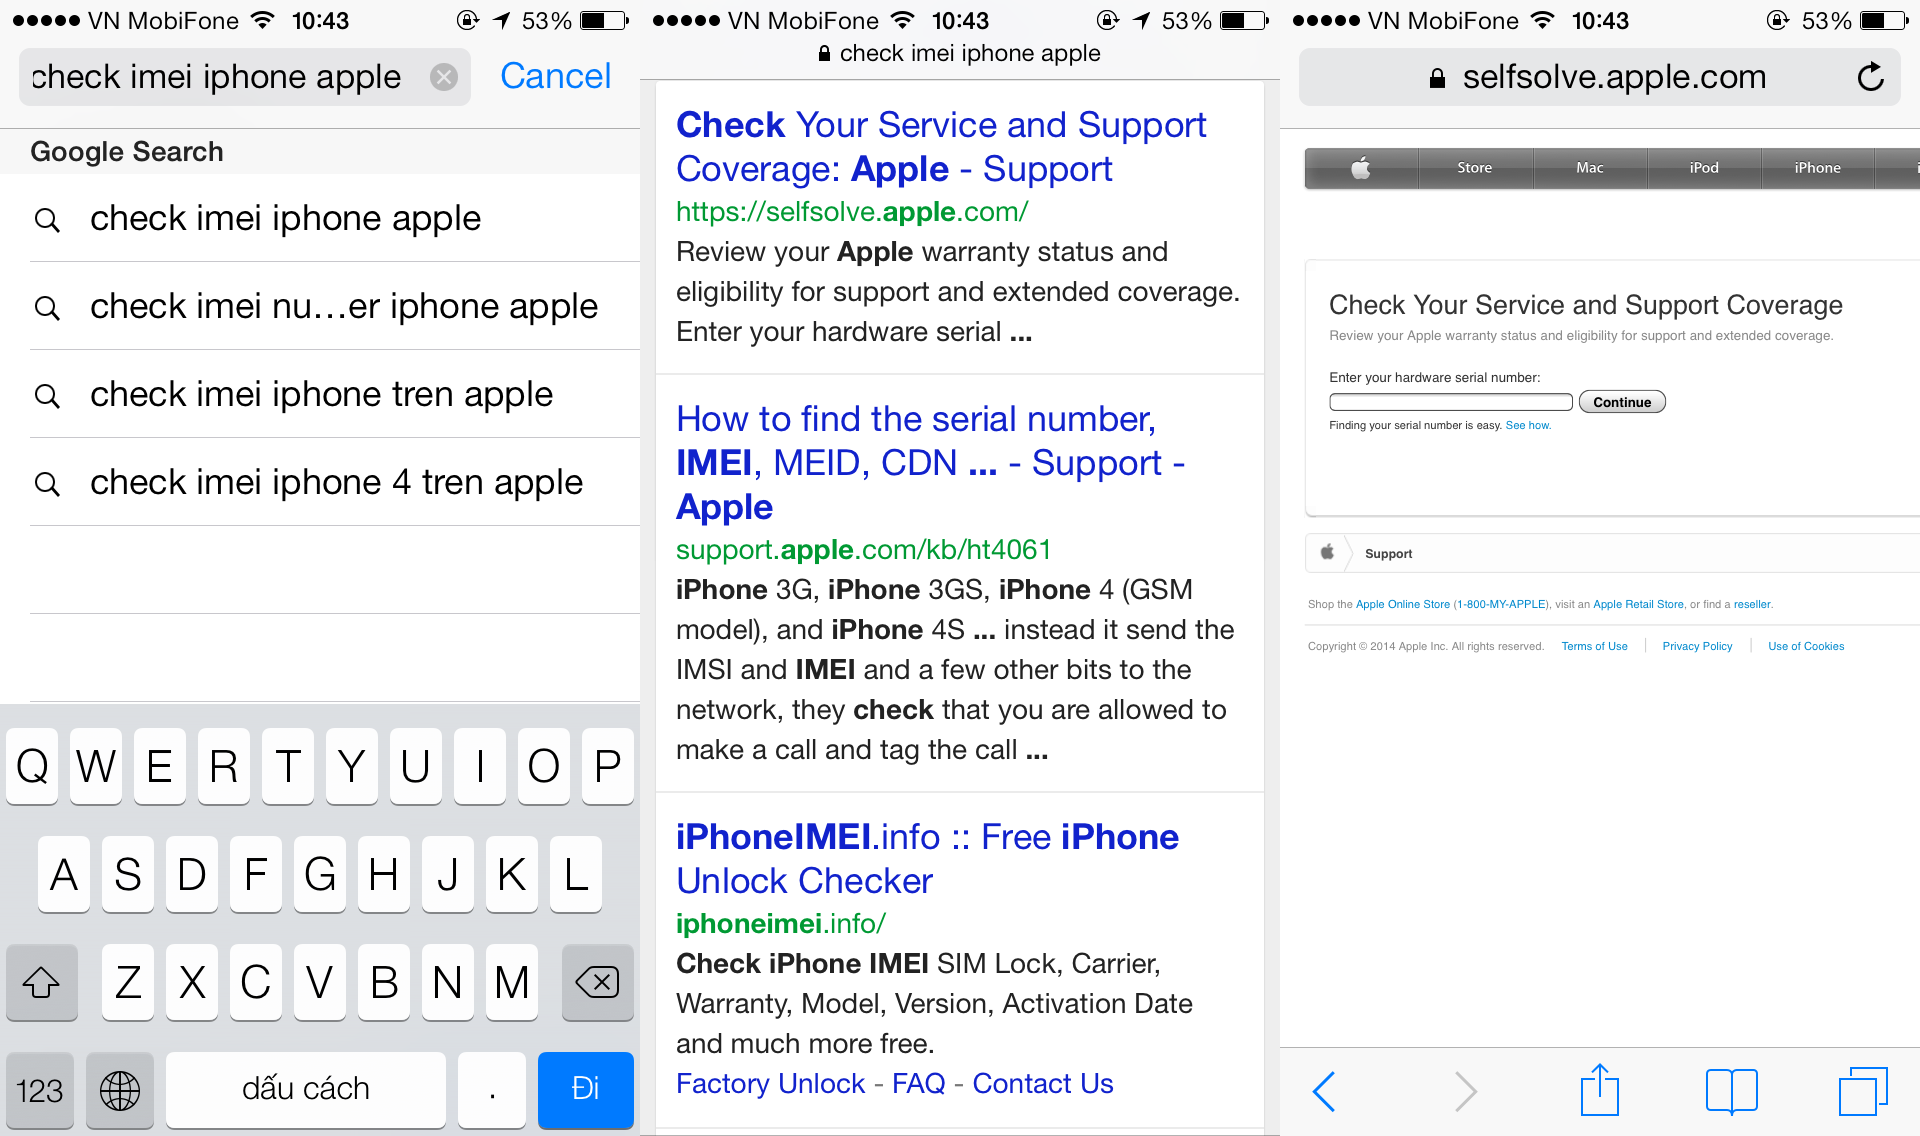 VN MobiFone 10:43 53%
check imei iphone apple Cancel
Google Search
check imei iphone apple
check imei nu...er iphone apple
check imei iphone tren apple
check imei iphone 4 tren apple
Q W E R T Y U I O P
A S D F G H J K L
Z X C V B N M
123 dấu cách . Đi
VN MobiFone 10:43 53%
check imei iphone apple
Check Your Service and Support
Coverage: Apple - Support
https://selfsolve.apple.com/
Review your Apple warranty status and
eligibility for support and extended coverage.
Enter your hardware serial ...
How to find the serial number,
IMEI, MEID, CDN ... - Support -
Apple
support.apple.com/kb/ht4061
iPhone 3G, iPhone 3GS, iPhone 4 (GSM
model), and iPhone 4S ... instead it send the
IMSI and IMEI and a few other bits to the
network, they check that you are allowed to
make a call and tag the call ...
iPhoneIMEI.info :: Free iPhone
Unlock Checker
iphoneimei.info/
Check iPhone IMEI SIM Lock, Carrier,
Warranty, Model, Version, Activation Date
and much more free.
Factory Unlock - FAQ - Contact Us
VN MobiFone 10:43 53%
selfsolve.apple.com
Store Mac iPod iPhone
Check Your Service and Support Coverage
Review your Apple warranty status and eligibility for support and extended coverage.
Enter your hardware serial number:
Continue
Finding your serial number is easy. See how.
Support
Shop the Apple Online Store (1-800-MY-APPLE), visit an Apple Retail Store, or find a reseller.
Copyright © 2014 Apple Inc. All rights reserved. Terms of Use Privacy Policy Use of Cookies